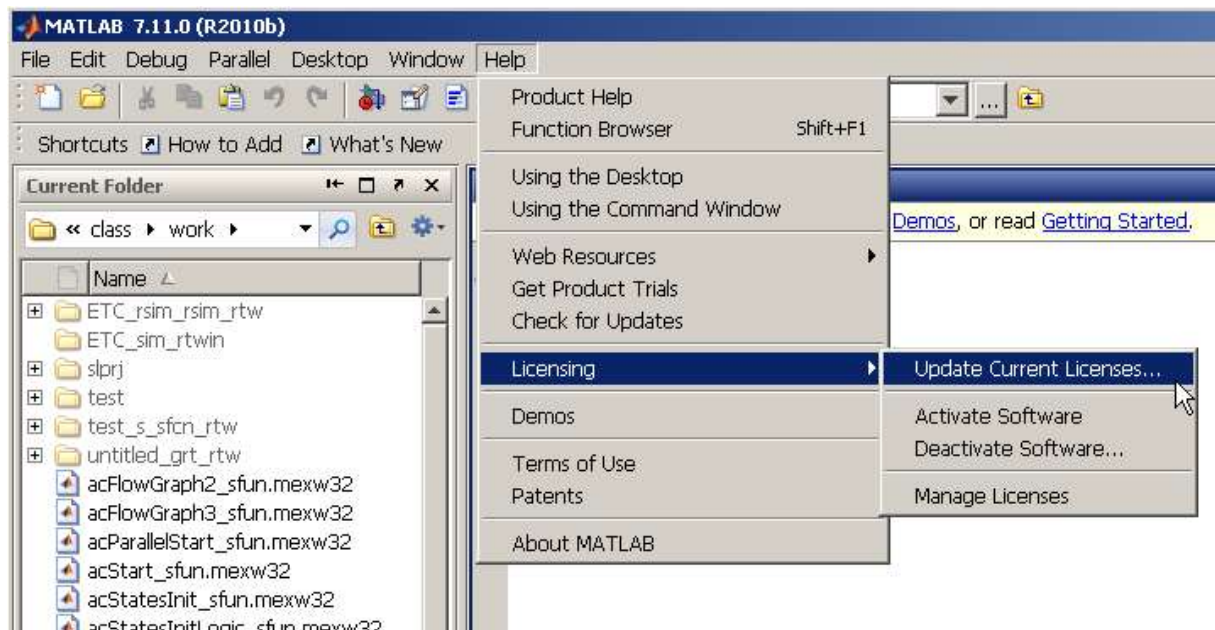 MATLAB 7.11.0 (R2010b)
File Edit Debug Parallel Desktop Window Help
Shortcuts How to Add What's New
Current Folder
« class work
Name
ETC_rsim_rsim_rtw
ETC_sim_rtwin
slprj
test
test_s_sfcn_rtw
untitled_grt_rtw
acFlowGraph2_sfun.mexw32
acFlowGraph3_sfun.mexw32
acParallelStart_sfun.mexw32
acStart_sfun.mexw32
acStatesInit_sfun.mexw32
acStatesInitLogic_sfun.mexw32
Product Help
Function Browser Shift+F1
Using the Desktop
Using the Command Window
Web Resources
Get Product Trials
Check for Updates
Licensing
Demos
Terms of Use
Patents
About MATLAB
Update Current Licenses...
Activate Software
Deactivate Software...
Manage Licenses
...
Demos, or read Getting Started.